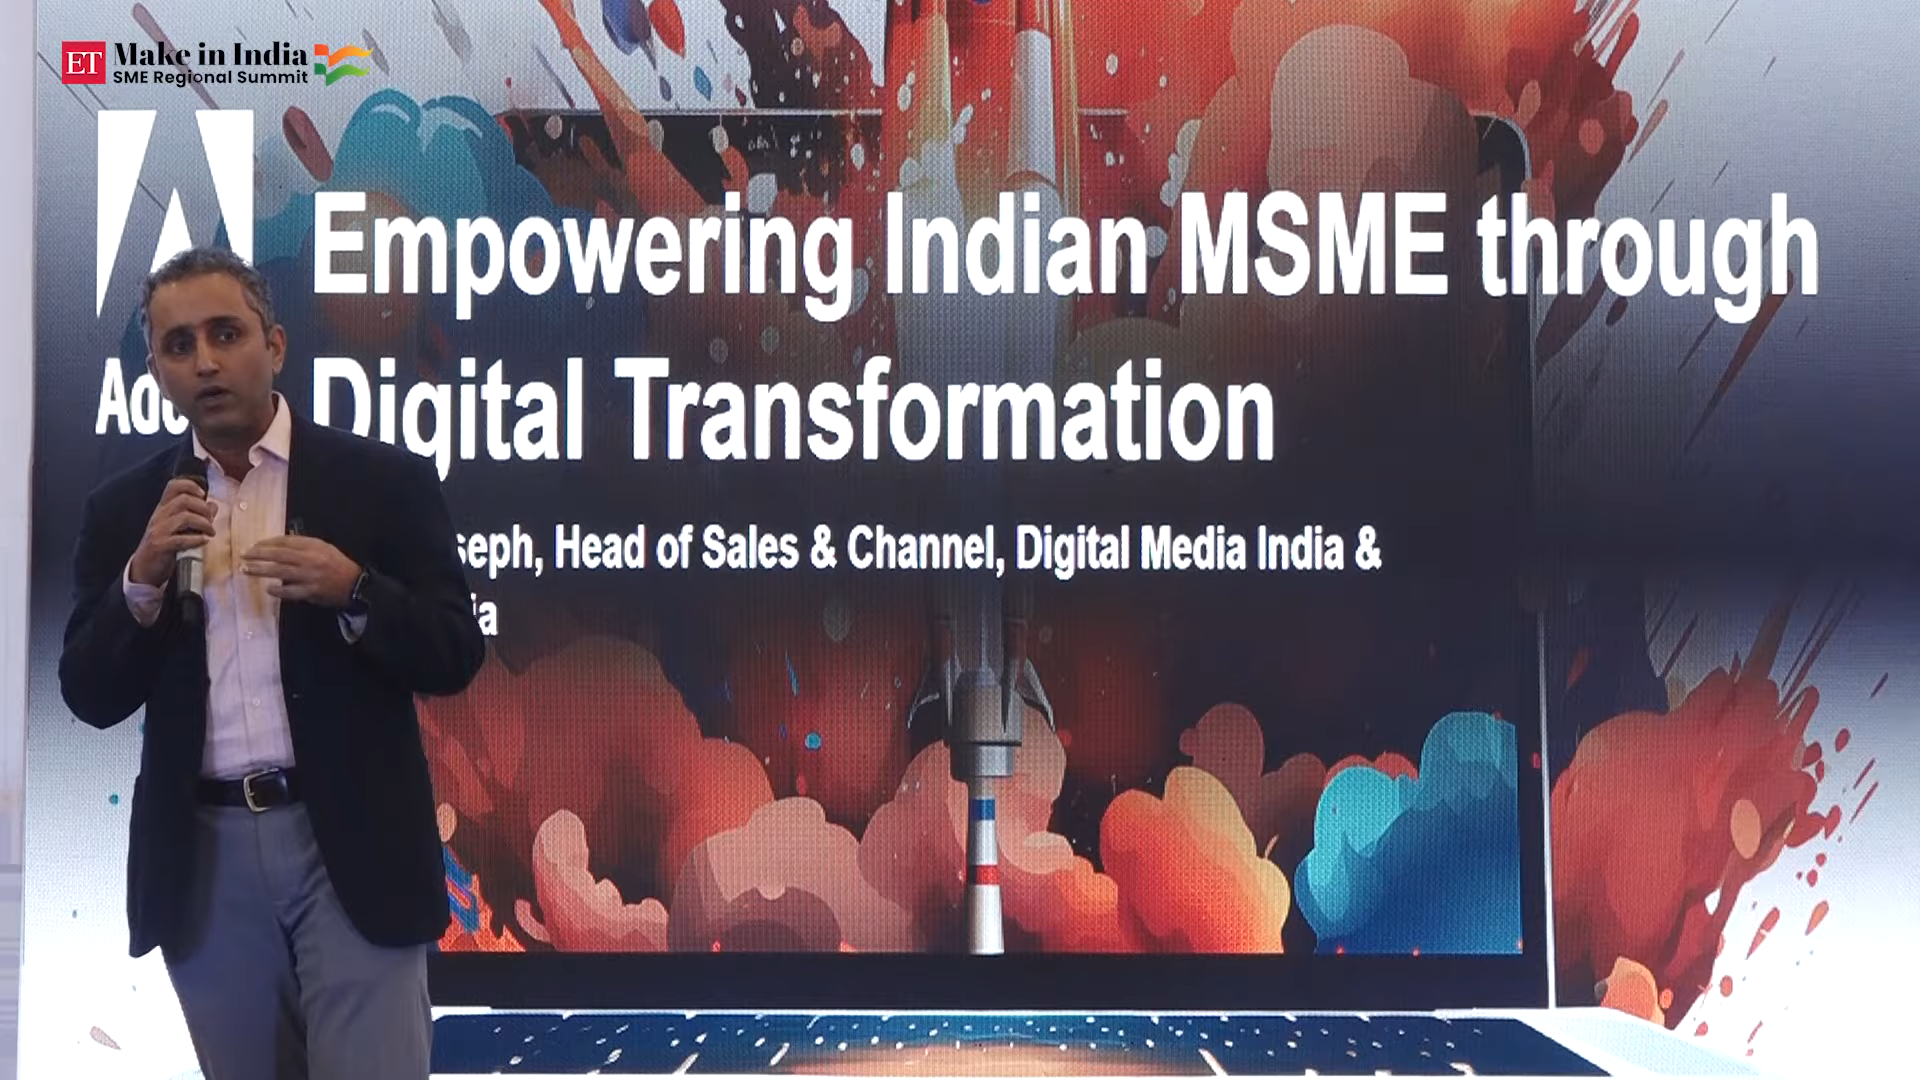 ET Make in India
SME Regional Summit
Empowering Indian MSME through
Digital Transformation
Head of Sales & Channel, Digital Media India &